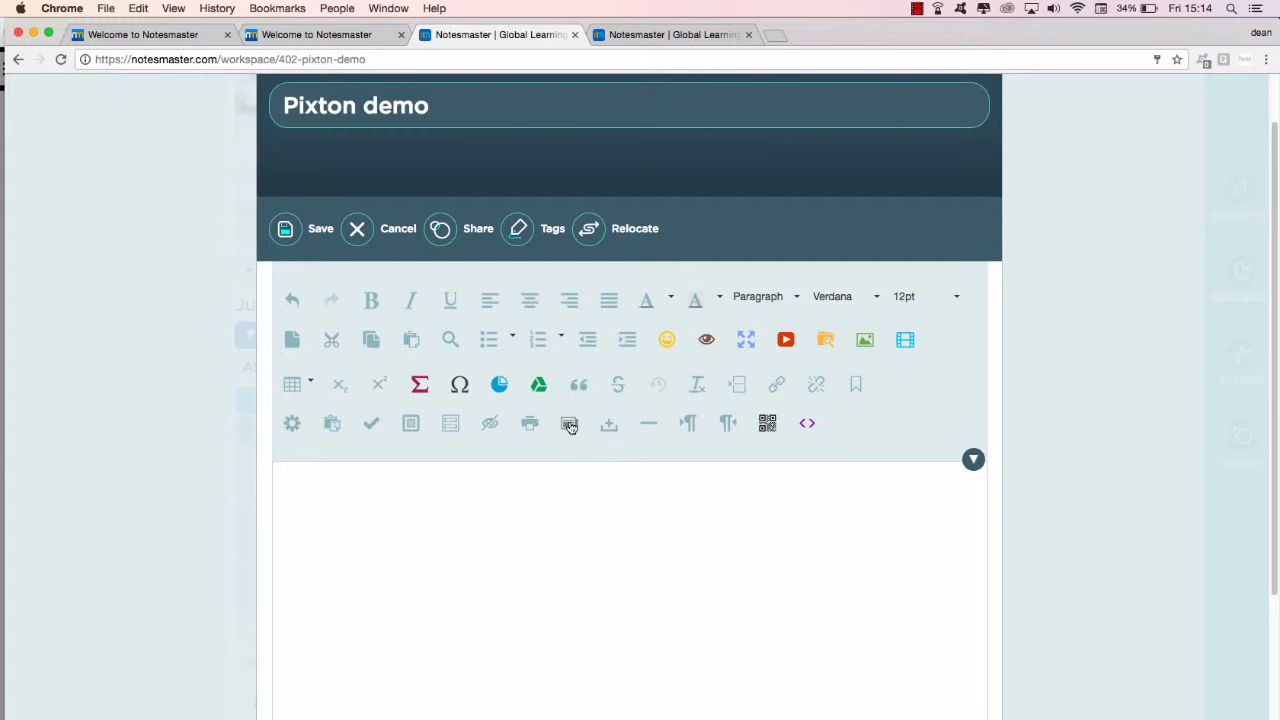 Chrome File Edit View History Bookmarks People Window Help 34% Fri 15:14
Welcome to Notesmaster Welcome to Notesmaster Notesmaster | Global Learning Notesmaster | Global Learning dean
https://notesmaster.com/workspace/402-pixton-demo
Pixton demo
Save Cancel Share Tags Relocate
Paragraph Verdana 12pt